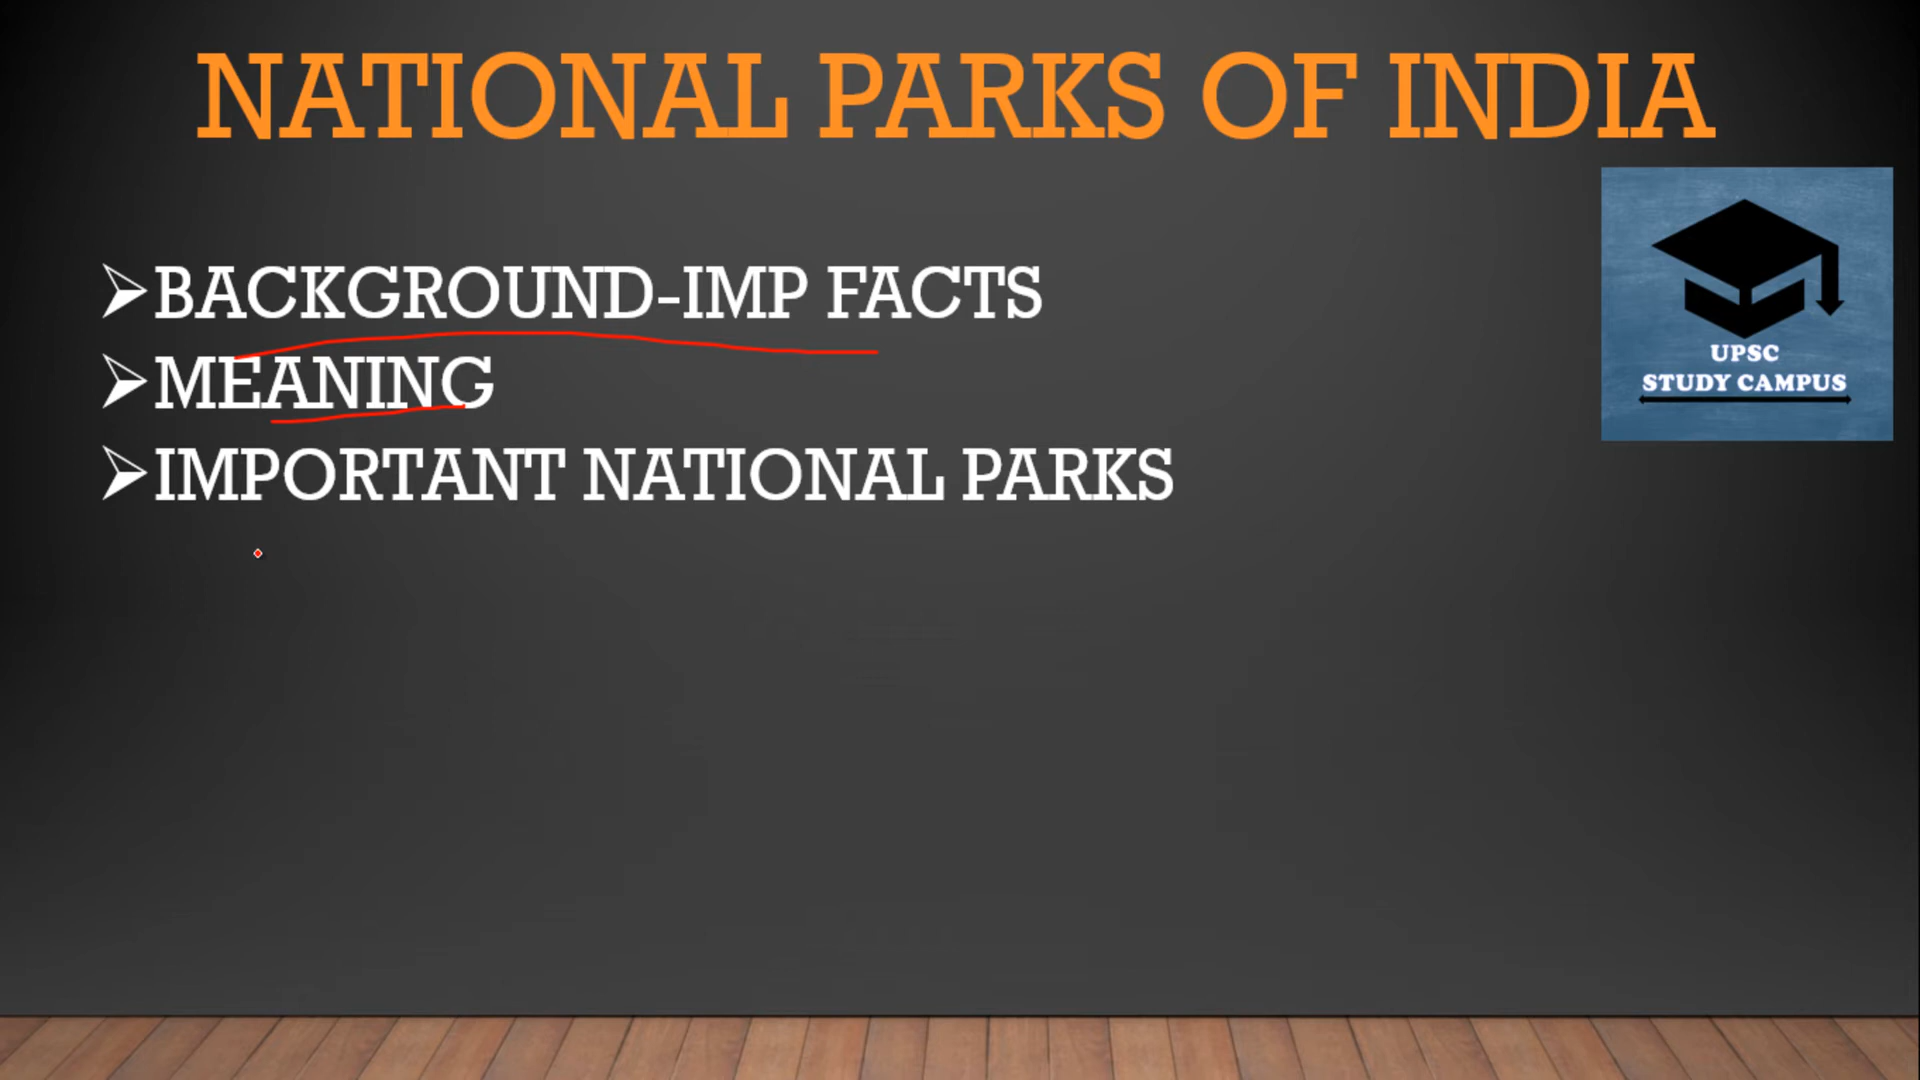 NATIONAL PARKS OF INDIA
➢BACKGROUND-IMP FACTS
➢MEANING
➢IMPORTANT NATIONAL PARKS
UPSC
STUDY CAMPUS